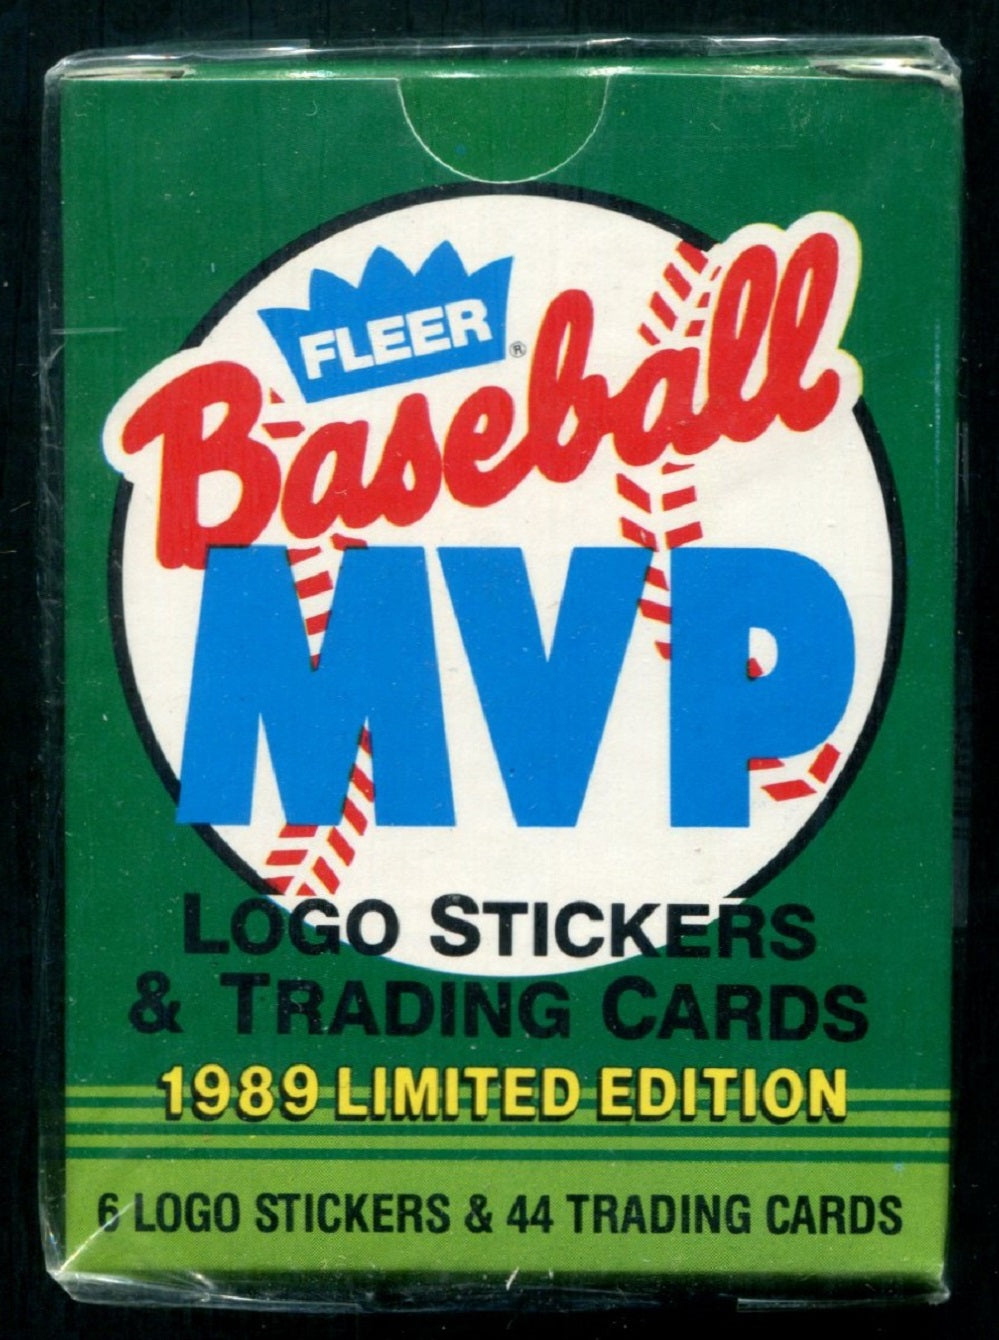 FLEER®
Baseball
MVP
LOGO STICKERS
& TRADING CARDS
1989 LIMITED EDITION
6 LOGO STICKERS & 44 TRADING CARDS